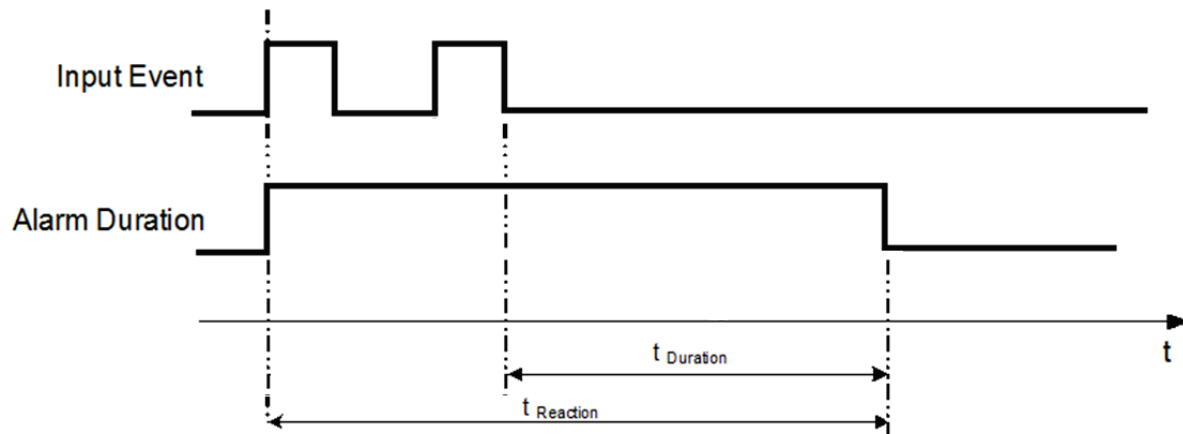 Input Event
Alarm Duration
t
t Duration
t Reaction